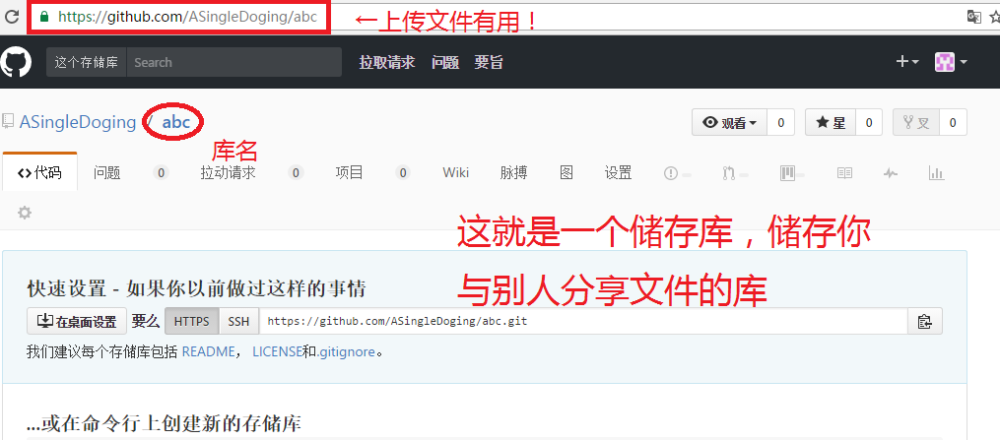 https://github.com/ASingleDoging/abc
←上传文件有用！
这个存储库 Search 拉取请求 问题 要旨
ASingleDoging / abc
观看 0 星 0 叉 0
库名
代码 问题 0 拉动请求 0 项目 0 Wiki 脉搏 图 设置
这就是一个储存库，储存你
与别人分享文件的库
快速设置 - 如果你以前做过这样的事情
在桌面设置 要么 HTTPS SSH https://github.com/ASingleDoging/abc.git
我们建议每个存储库包括 README， LICENSE和.gitignore。
...或在命令行上创建新的存储库